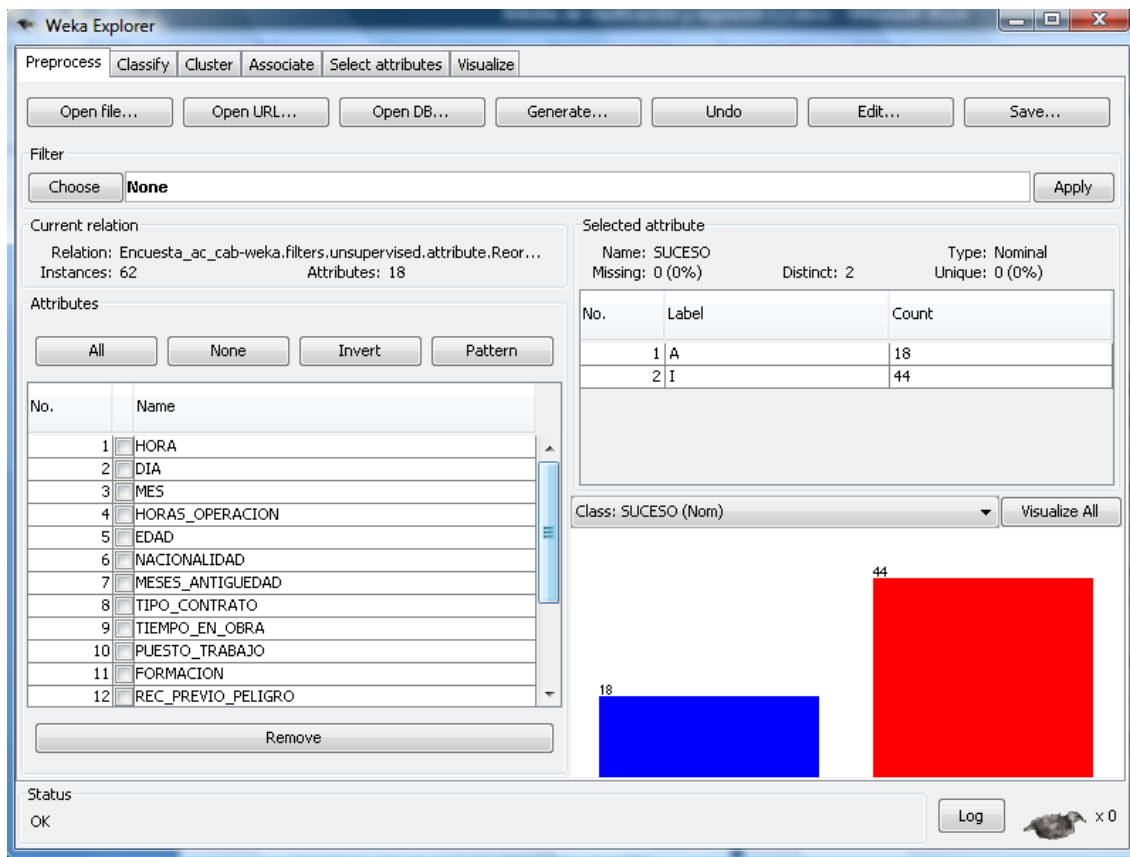 Weka Explorer
Preprocess Classify Cluster Associate Select attributes Visualize
Open file... Open URL... Open DB... Generate... Undo Edit... Save...
Filter
Choose None Apply
Current relation
Relation: Encuesta_ac_cab-weka.filters.unsupervised.attribute.Reor...
Instances: 62 Attributes: 18
Attributes
All None Invert Pattern
No. Name
1 HORA
2 DIA
3 MES
4 HORAS_OPERACION
5 EDAD
6 NACIONALIDAD
7 MESES_ANTIGUEDAD
8 TIPO_CONTRATO
9 TIEMPO_EN_OBRA
10 PUESTO_TRABAJO
11 FORMACION
12 REC_PREVIO_PELIGRO
Remove
Selected attribute
Name: SUCESO Type: Nominal
Missing: 0 (0%) Distinct: 2 Unique: 0 (0%)
No. Label Count
1 A 18
2 I 44
Class: SUCESO (Nom) Visualize All
44
18
Status
OK
Log x 0